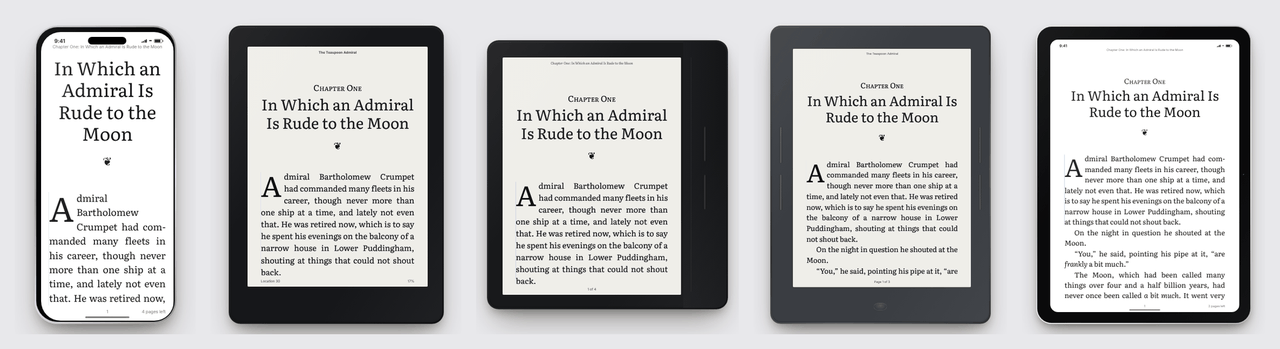 9:41
Chapter One: In Which an Admiral Is Rude to the Moon
In Which an
Admiral Is
Rude to the
Moon
❦
Admiral
Bartholomew
Crumpet had com-
manded many fleets in
his career, though never
more than one ship at a
time, and lately not even
that. He was retired now,
1
4 pages left
The Teaspoon Admiral
Chapter One
In Which an Admiral
Is Rude to the Moon
❦
Admiral Bartholomew Crumpet
had commanded many fleets in his
career, though never more than
one ship at a time, and lately not even
that. He was retired now, which is to say
he spent his evenings on the balcony of a
narrow house in Lower Puddingham,
shouting at things that could not shout
back.
Location 30
17%
Chapter One: In Which an Admiral Is Rude to the Moon
Chapter One
In Which an Admiral
Is Rude to the Moon
❦
Admiral Bartholomew Crumpet
had commanded many fleets in his
career, though never more than
one ship at a time, and lately not even
that. He was retired now, which is to say
he spent his evenings on the balcony of a
narrow house in Lower Puddingham,
shouting at things that could not shout
back.
1 of 4
The Teaspoon Admiral
Chapter One
In Which an Admiral Is
Rude to the Moon
❦
Admiral Bartholomew Crumpet had
commanded many fleets in his career,
though never more than one ship at a
time, and lately not even that. He was retired
now, which is to say he spent his evenings on
the balcony of a narrow house in Lower
Puddingham, shouting at things that could
not shout back.
On the night in question he shouted at the
Moon.
“You,” he said, pointing his pipe at it, “are
Page 1 of 5
9:41
Chapter One: In Which an Admiral Is Rude to the Moon
Chapter One
In Which an Admiral Is
Rude to the Moon
❦
Admiral Bartholomew Crumpet had com-
manded many fleets in his career, though
never more than one ship at a time, and
lately not even that. He was retired now, which
is to say he spent his evenings on the balcony of
a narrow house in Lower Puddingham, shouting
at things that could not shout back.
On the night in question he shouted at the
Moon.
“You,” he said, pointing his pipe at it, “are
frankly a bit much.”
The Moon, which had been called many
things over four and a half billion years, had
never once been called a bit much. It went very
1
3 pages left